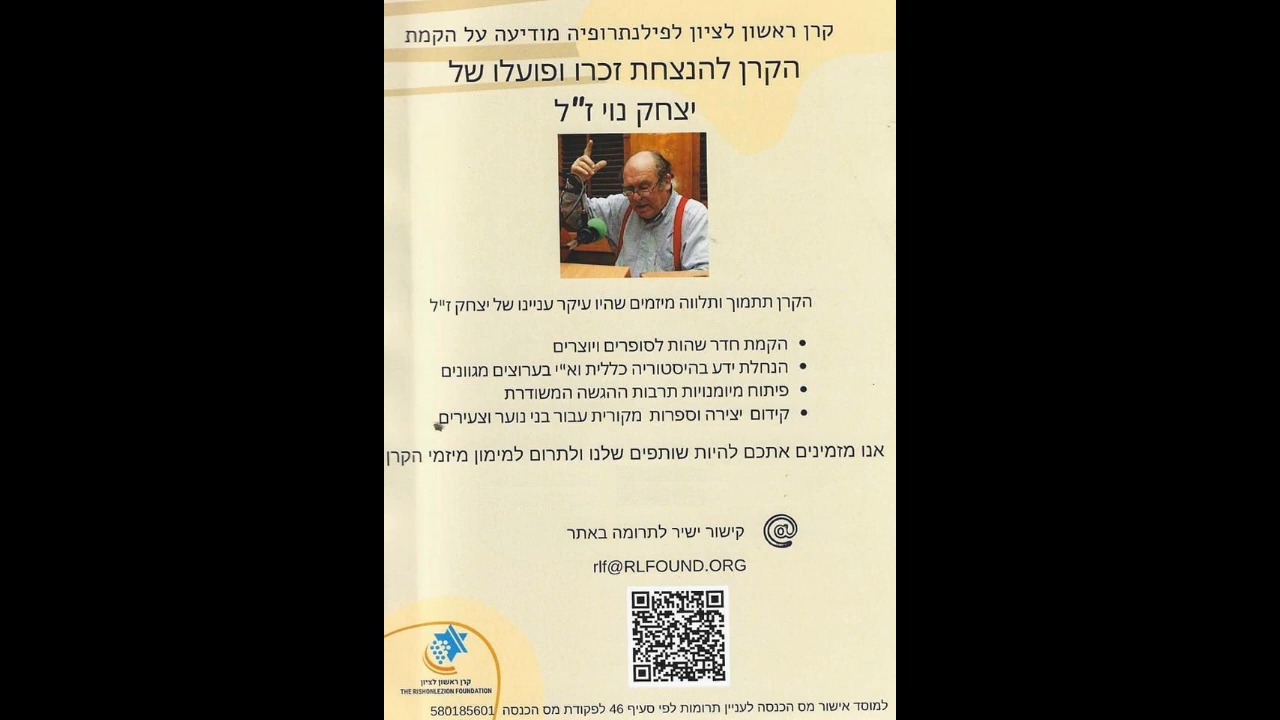 קרן ראשון לציון לפילנתרופיה מודיעה על הקמת
הקרן להנצחת זכרו ופועלו של
יצחק נוי ז"ל
הקרן תתמוך ותלווה מיזמים שהיו עיקר עניינו של יצחק ז"ל
• הקמת חדר שהות לסופרים ויוצרים
• הנחלת ידע בהיסטוריה כללית וא"י בערוצים מגוונים
• פיתוח מיומנויות תרבות ההגשה המשודרת
• קידום יצירה וספרות מקורית עבור בני נוער וצעירים
אנו מזמינים אתכם להיות שותפים שלנו ולתרום למימון מיזמי הקרן
@ קישור ישיר לתרומה באתר
rlf@RLFOUND.ORG
קרן ראשון לציון
THE RISHONLEZION FOUNDATION
למוסד אישור מס הכנסה לעניין תרומות לפי סעיף 46 לפקודת מס הכנסה 580185601